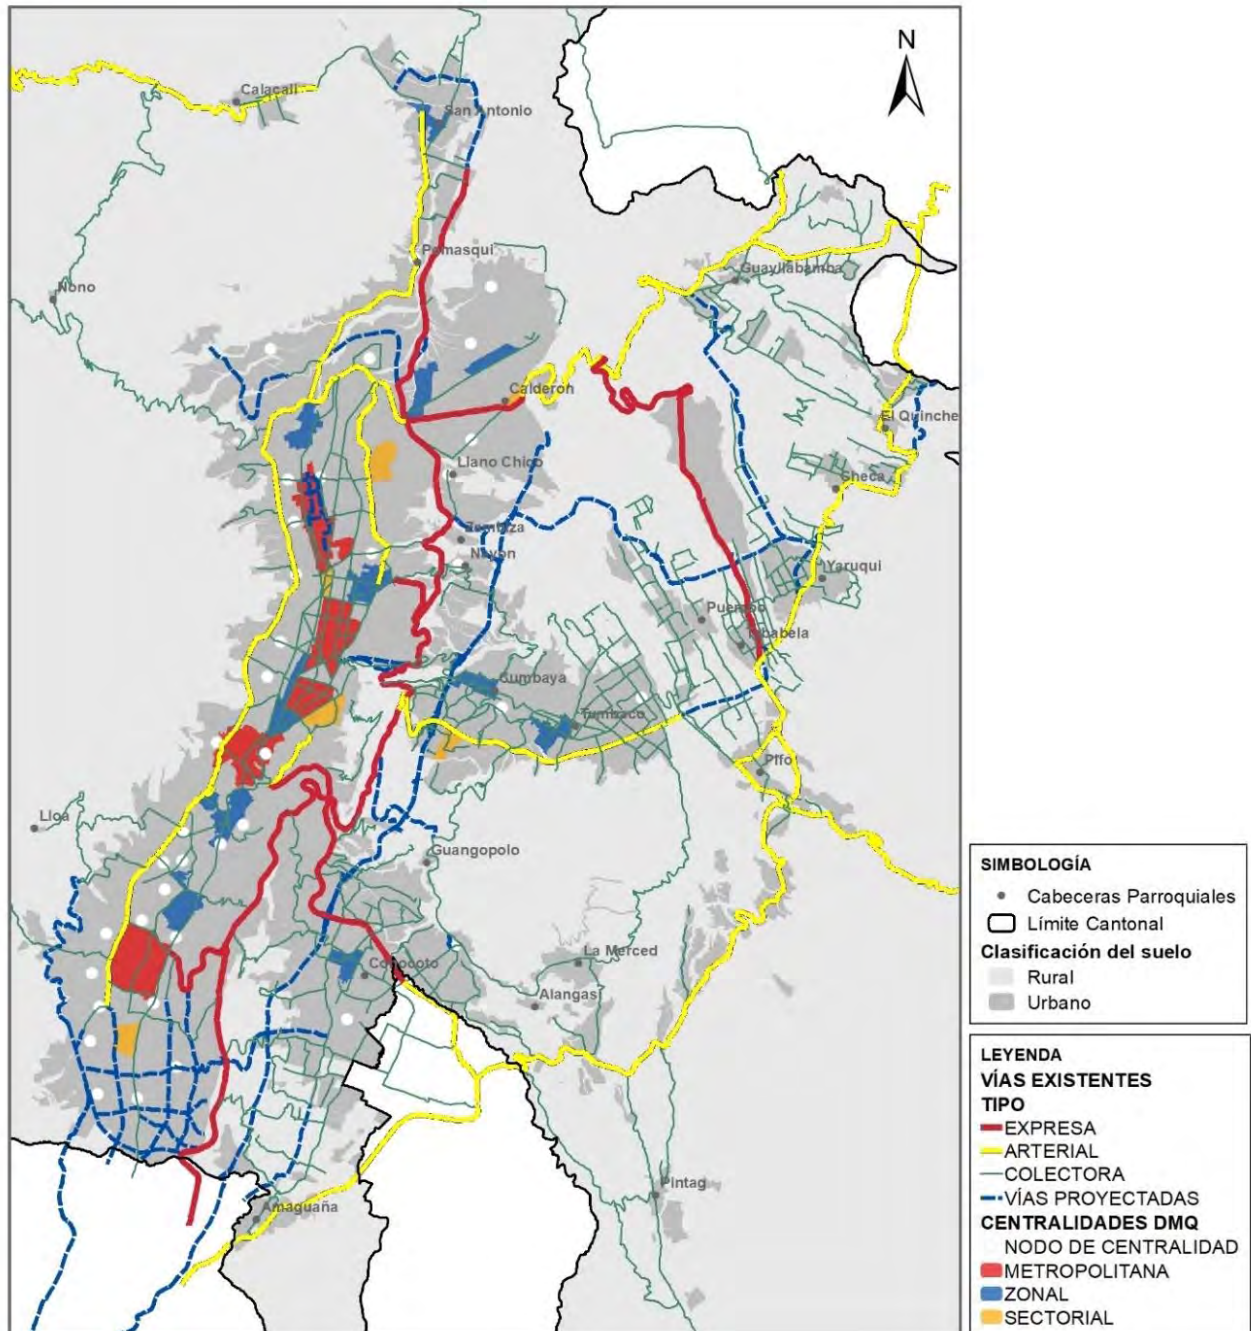 N
Calacali
San Antonio
Pomasqui
Guayllabamba
Nono
Calderon
El Quinche
Llano Chico
Checa
Zambiza
Nayon
Yaruqui
Puembo
Tababela
Cumbaya
Tumbaco
Pifo
Lloa
Guangopolo
La Merced
Conocoto
Alangasi
Pintag
Amaguaña
SIMBOLOGÍA
Cabeceras Parroquiales
Límite Cantonal
Clasificación del suelo
Rural
Urbano
LEYENDA
VÍAS EXISTENTES
TIPO
EXPRESA
ARTERIAL
COLECTORA
VÍAS PROYECTADAS
CENTRALIDADES DMQ
NODO DE CENTRALIDAD
METROPOLITANA
ZONAL
SECTORIAL